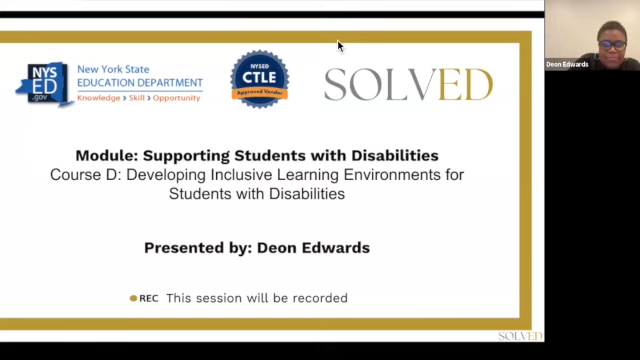 NYS
ED
.gov
New York State
EDUCATION DEPARTMENT
Knowledge > Skill > Opportunity
NYSED
CTLE
Approved Vendor
SOLVED
Deon Edwards
Module: Supporting Students with Disabilities
Course D: Developing Inclusive Learning Environments for
Students with Disabilities
Presented by: Deon Edwards
REC This session will be recorded
SOLVED